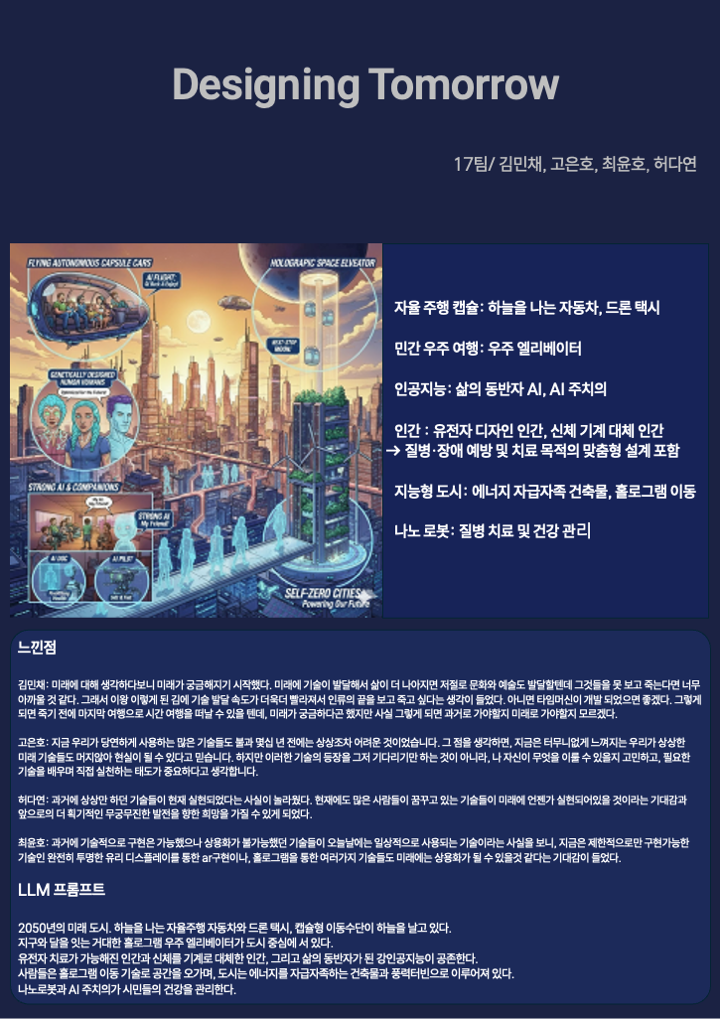 Designing Tomorrow
17팀/ 김민채, 고은호, 최윤호, 허다연
FLYING AUTONOMOUS CAPSULE CARS
AI FLIGHT:
HOLOGRAPIC SPACE ELVEATOR
NEXT-STOP
MOON!
GENETICALLY DESIGNED
HUMAN HUMANS
STRONG AI & COMPANIONS
STRONG AI
My Friend!
AI DOC
AI PILOT
SELF-ZERO CITIES
Powering Our Future
자율 주행 캡슐: 하늘을 나는 자동차, 드론 택시
민간 우주 여행: 우주 엘리베이터
인공지능: 삶의 동반자 AI, AI 주치의
인간 : 유전자 디자인 인간, 신체 기계 대체 인간
→ 질병·장애 예방 및 치료 목적의 맞춤형 설계 포함
지능형 도시: 에너지 자급자족 건축물, 홀로그램 이동
나노 로봇: 질병 치료 및 건강 관리
느낀점
김민채: 미래에 대해 생각하다보니 미래가 궁금해지기 시작했다. 미래에 기술이 발달해서 삶이 더 나아지면 저절로 문화와 예술도 발달할텐데 그것들을 못 보고 죽는다면 너무
아까울 것 같다. 그래서 이왕 이렇게 된 김에 기술 발달 속도가 더욱더 빨라져서 인류의 끝을 보고 죽고 싶다는 생각이 들었다. 아니면 타임머신이 개발 되었으면 좋겠다. 그렇게
되면 죽기 전에 마지막 여행으로 시간 여행을 떠날 수 있을 텐데, 미래가 궁금하다곤 했지만 사실 그렇게 되면 과거로 가야할지 미래로 가야할지 모르겠다.
고은호: 지금 우리가 당연하게 사용하는 많은 기술들도 불과 몇십 년 전에는 상상조차 어려운 것이었습니다. 그 점을 생각하면, 지금은 터무니없게 느껴지는 우리가 상상한
미래 기술들도 머지않아 현실이 될 수 있다고 믿습니다. 하지만 이러한 기술의 등장을 그저 기다리기만 하는 것이 아니라, 나 자신이 무엇을 이룰 수 있을지 고민하고, 필요한
기술을 배우며 직접 실천하는 태도가 중요하다고 생각합니다.
허다연: 과거에 상상만 하던 기술들이 현재 실현되었다는 사실이 놀라웠다. 현재에도 많은 사람들이 꿈꾸고 있는 기술들이 미래에 언젠가 실현되어있을 것이라는 기대감과
앞으로의 더 획기적인 무궁무진한 발전을 향한 희망을 가질 수 있게 되었다.
최윤호: 과거에 기술적으로 구현은 가능했으나 상용화가 불가능했던 기술들이 오늘날에는 일상적으로 사용되는 기술이라는 사실을 보니, 지금은 제한적으로만 구현가능한
기술인 완전히 투명한 유리 디스플레이를 통한 ar구현이나, 홀로그램을 통한 여러가지 기술들도 미래에는 상용화가 될 수 있을것 같다는 기대감이 들었다.
LLM 프롬프트
2050년의 미래 도시. 하늘을 나는 자율주행 자동차와 드론 택시, 캡슐형 이동수단이 하늘을 날고 있다.
지구와 달을 잇는 거대한 홀로그램 우주 엘리베이터가 도시 중심에 서 있다.
유전자 치료가 가능해진 인간과 신체를 기계로 대체한 인간, 그리고 삶의 동반자가 된 강인공지능이 공존한다.
사람들은 홀로그램 이동 기술로 공간을 오가며, 도시는 에너지를 자급자족하는 건축물과 풍력터빈으로 이루어져 있다.
나노로봇과 AI 주치의가 시민들의 건강을 관리한다.